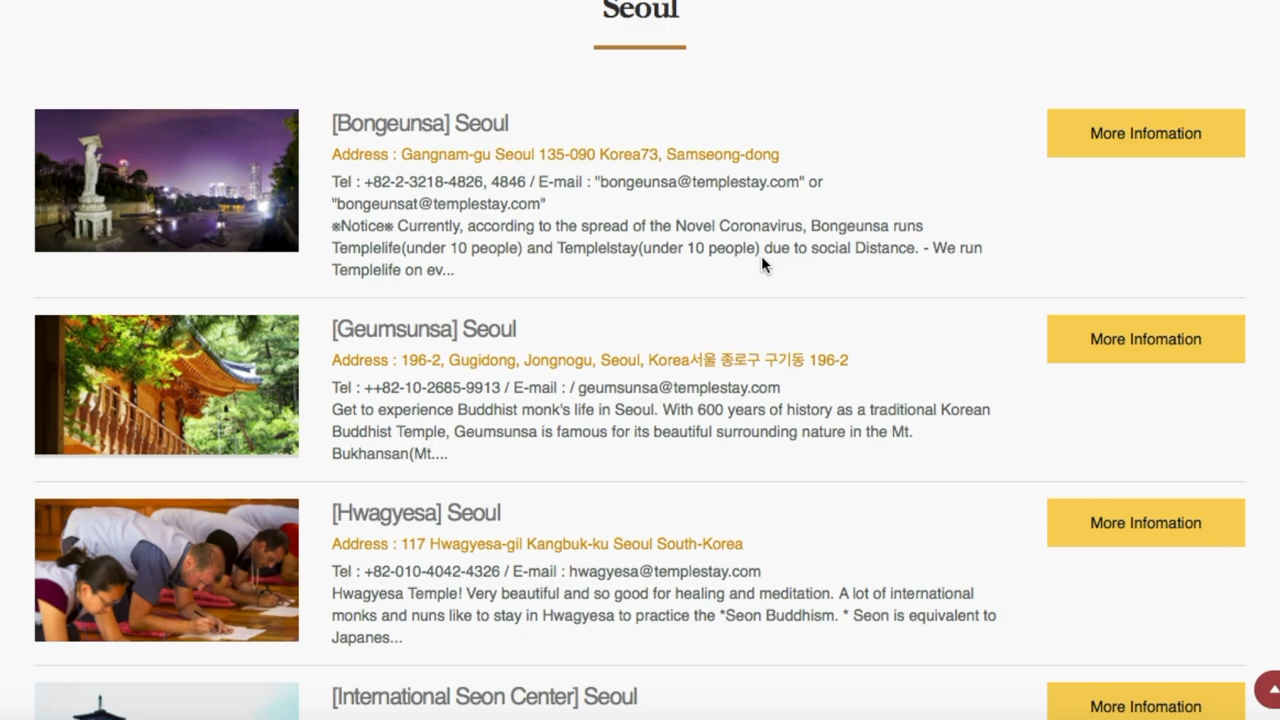 Seoul
[Bongeunsa] Seoul
More Infomation
Address : Gangnam-gu Seoul 135-090 Korea73, Samseong-dong
Tel : +82-2-3218-4826, 4846 / E-mail : "bongeunsa@templestay.com" or
"bongeunsat@templestay.com"
※Notice※ Currently, according to the spread of the Novel Coronavirus, Bongeunsa runs
Templelife(under 10 people) and Templelstay(under 10 people) due to social Distance. - We run
Templelife on ev...
[Geumsunsa] Seoul
More Infomation
Address : 196-2, Gugidong, Jongnogu, Seoul, Korea서울 종로구 구기동 196-2
Tel : ++82-10-2685-9913 / E-mail : / geumsunsa@templestay.com
Get to experience Buddhist monk's life in Seoul. With 600 years of history as a traditional Korean
Buddhist Temple, Geumsunsa is famous for its beautiful surrounding nature in the Mt.
Bukhansan(Mt....
[Hwagyesa] Seoul
More Infomation
Address : 117 Hwagyesa-gil Kangbuk-ku Seoul South-Korea
Tel : +82-010-4042-4326 / E-mail : hwagyesa@templestay.com
Hwagyesa Temple! Very beautiful and so good for healing and meditation. A lot of international
monks and nuns like to stay in Hwagyesa to practice the *Seon Buddhism. * Seon is equivalent to
Japanes...
[International Seon Center] Seoul
More Infomation